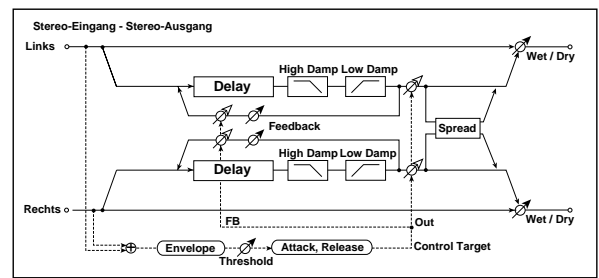 Stereo-Eingang - Stereo-Ausgang
Links
Wet / Dry
High Damp Low Damp
Delay
Feedback
Spread
High Damp Low Damp
Delay
Rechts
Wet / Dry
FB
Out
Envelope
Attack, Release
Control Target
Threshold